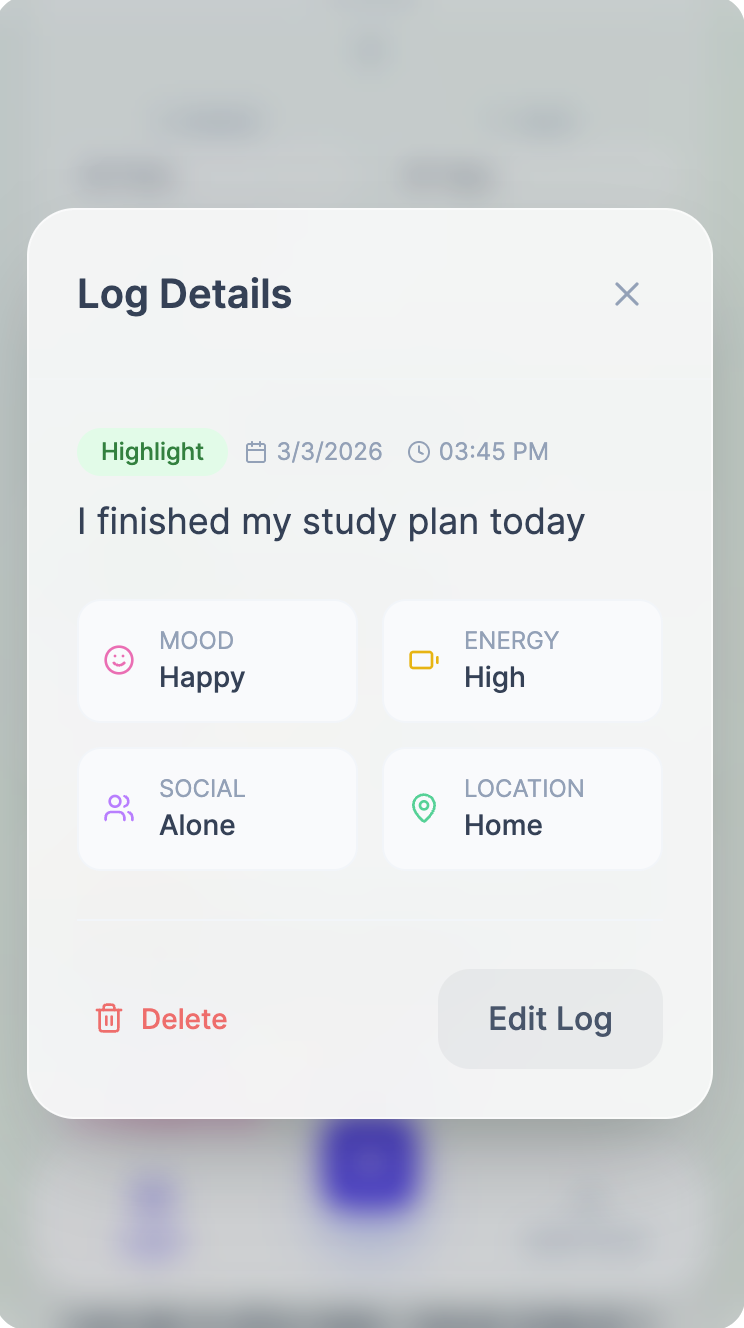 Log Details
Highlight 3/3/2026 03:45 PM
I finished my study plan today
MOOD
Happy
ENERGY
High
SOCIAL
Alone
LOCATION
Home
Delete
Edit Log